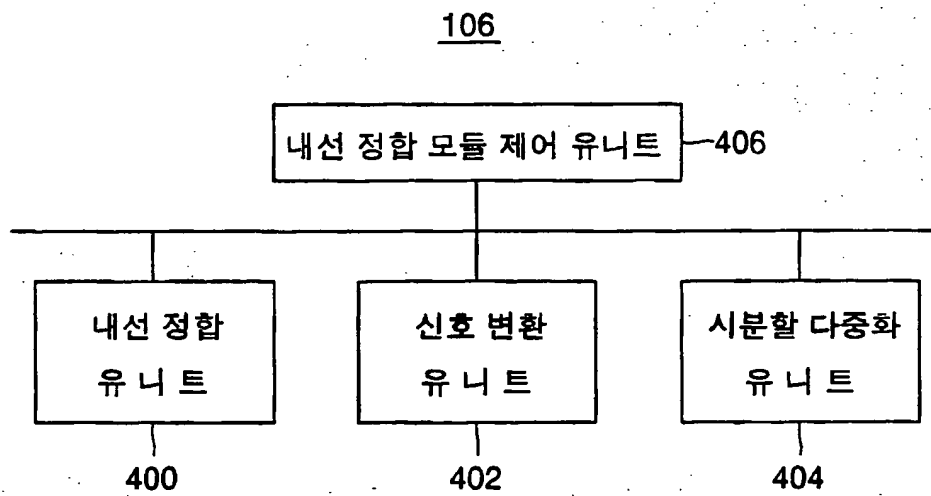 106
내선 정합 모듈 제어 유니트
406
내선 정합
유 니 트
신호 변환
유 니 트
시분할 다중화
유 니 트
400
402
404